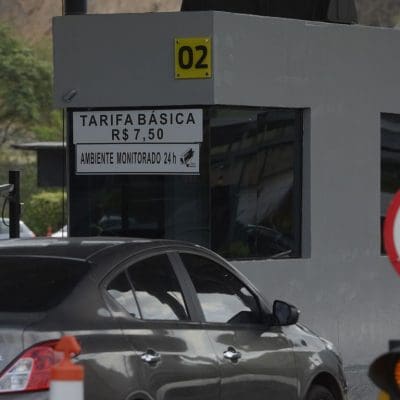 02
TARIFA BÁSICA
R$ 7,50
AMBIENTE MONITORADO 24h